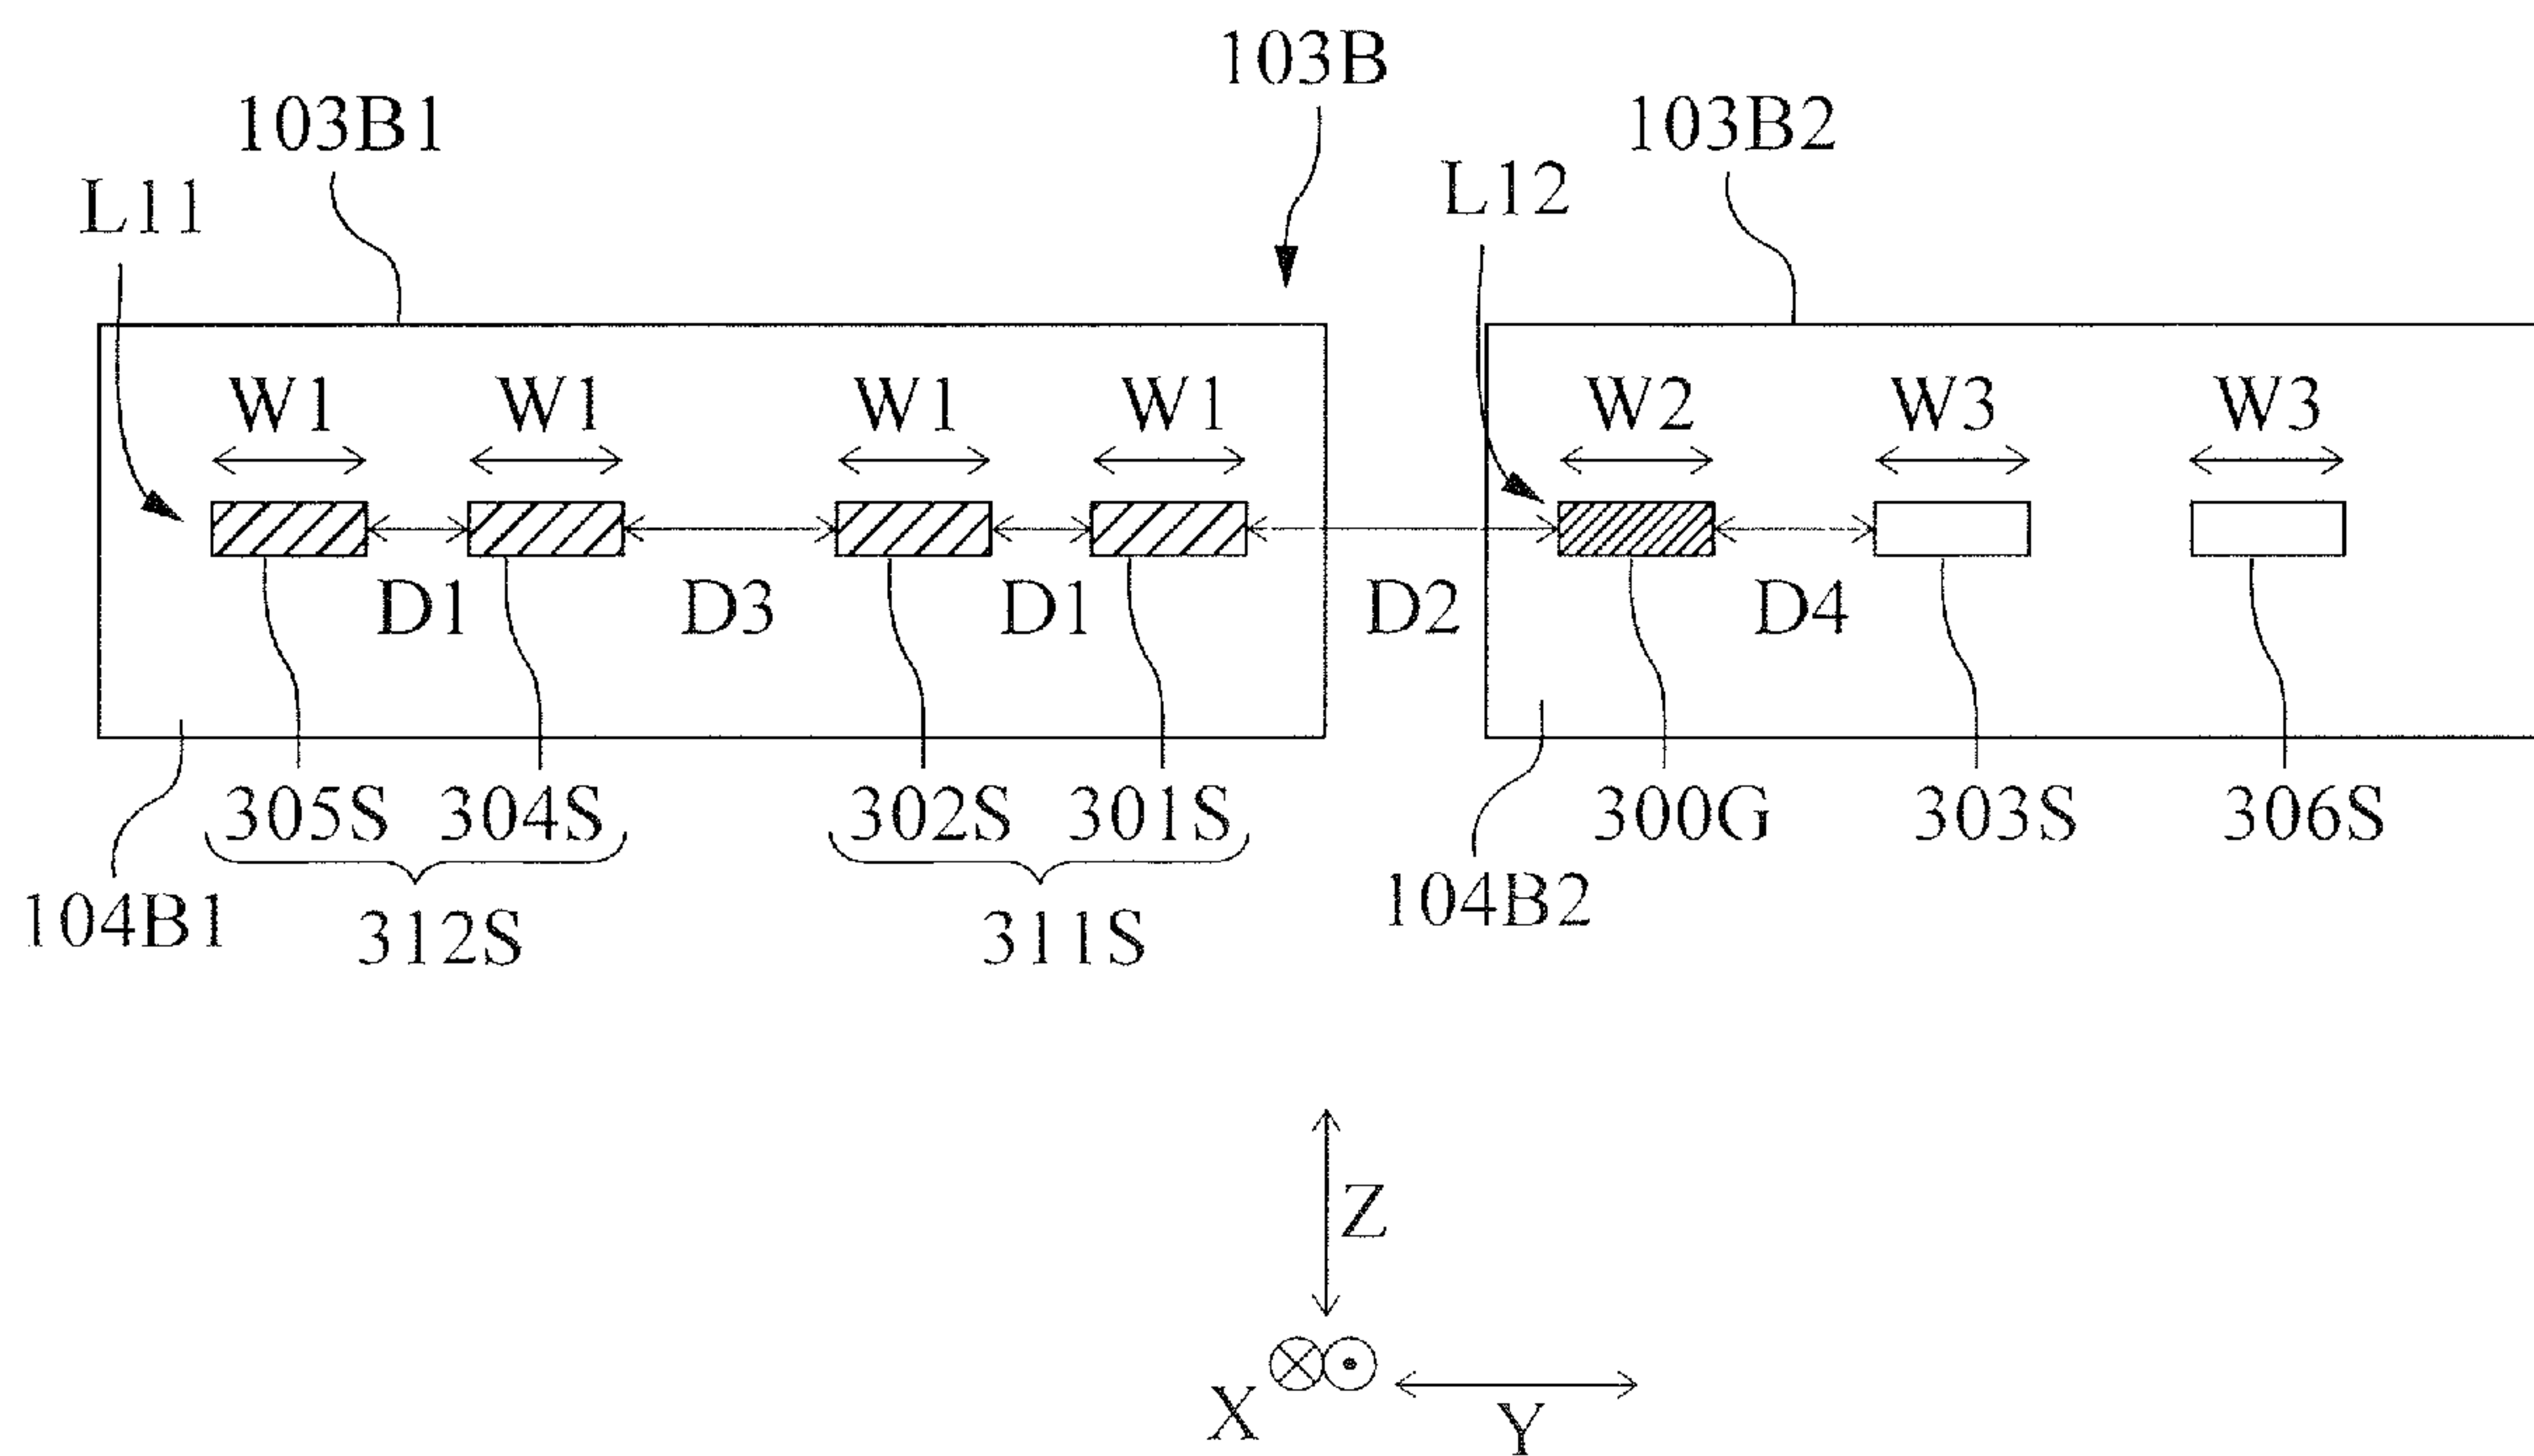 103B
103B1 103B2
L11 L12
W1 W1 W1 W1 W2 W3 W3
D1 D3 D1 D2 D4
305S 304S 302S 301S 300G 303S 306S
104B1 312S 311S 104B2
Z
X Y